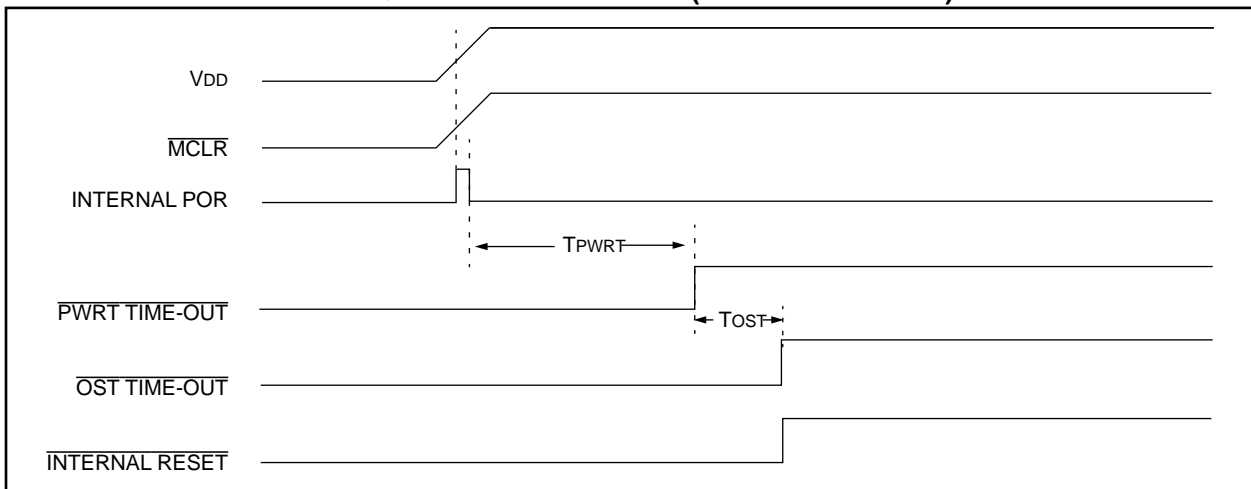 VDD
MCLR
INTERNAL POR
TPWRT
PWRT TIME-OUT
TOST
OST TIME-OUT
INTERNAL RESET